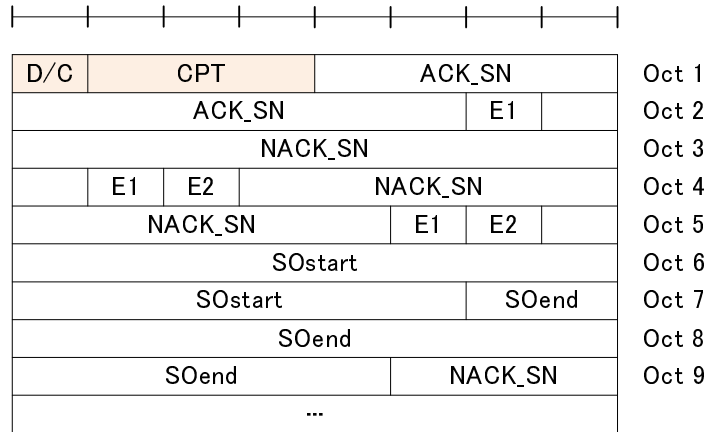 D/C CPT ACK_SN Oct 1
ACK_SN E1 Oct 2
NACK_SN Oct 3
E1 E2 NACK_SN Oct 4
NACK_SN E1 E2 Oct 5
SOstart Oct 6
SOstart SOend Oct 7
SOend Oct 8
SOend NACK_SN Oct 9
...